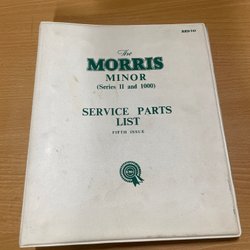 The
MORRIS
MINOR
(Series II and 1000)
SERVICE PARTS
LIST
FIFTH ISSUE